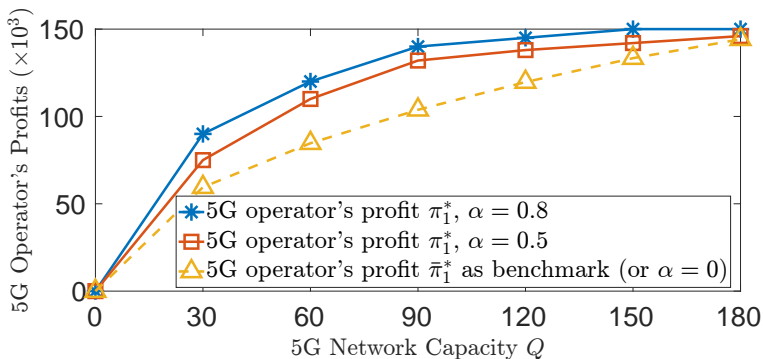 5G Operator's Profits (×10³)
150
100
50
0
5G operator's profit π₁*, α = 0.8
5G operator's profit π₁*, α = 0.5
5G operator's profit π̄₁* as benchmark (or α = 0)
0 30 60 90 120 150 180
5G Network Capacity Q